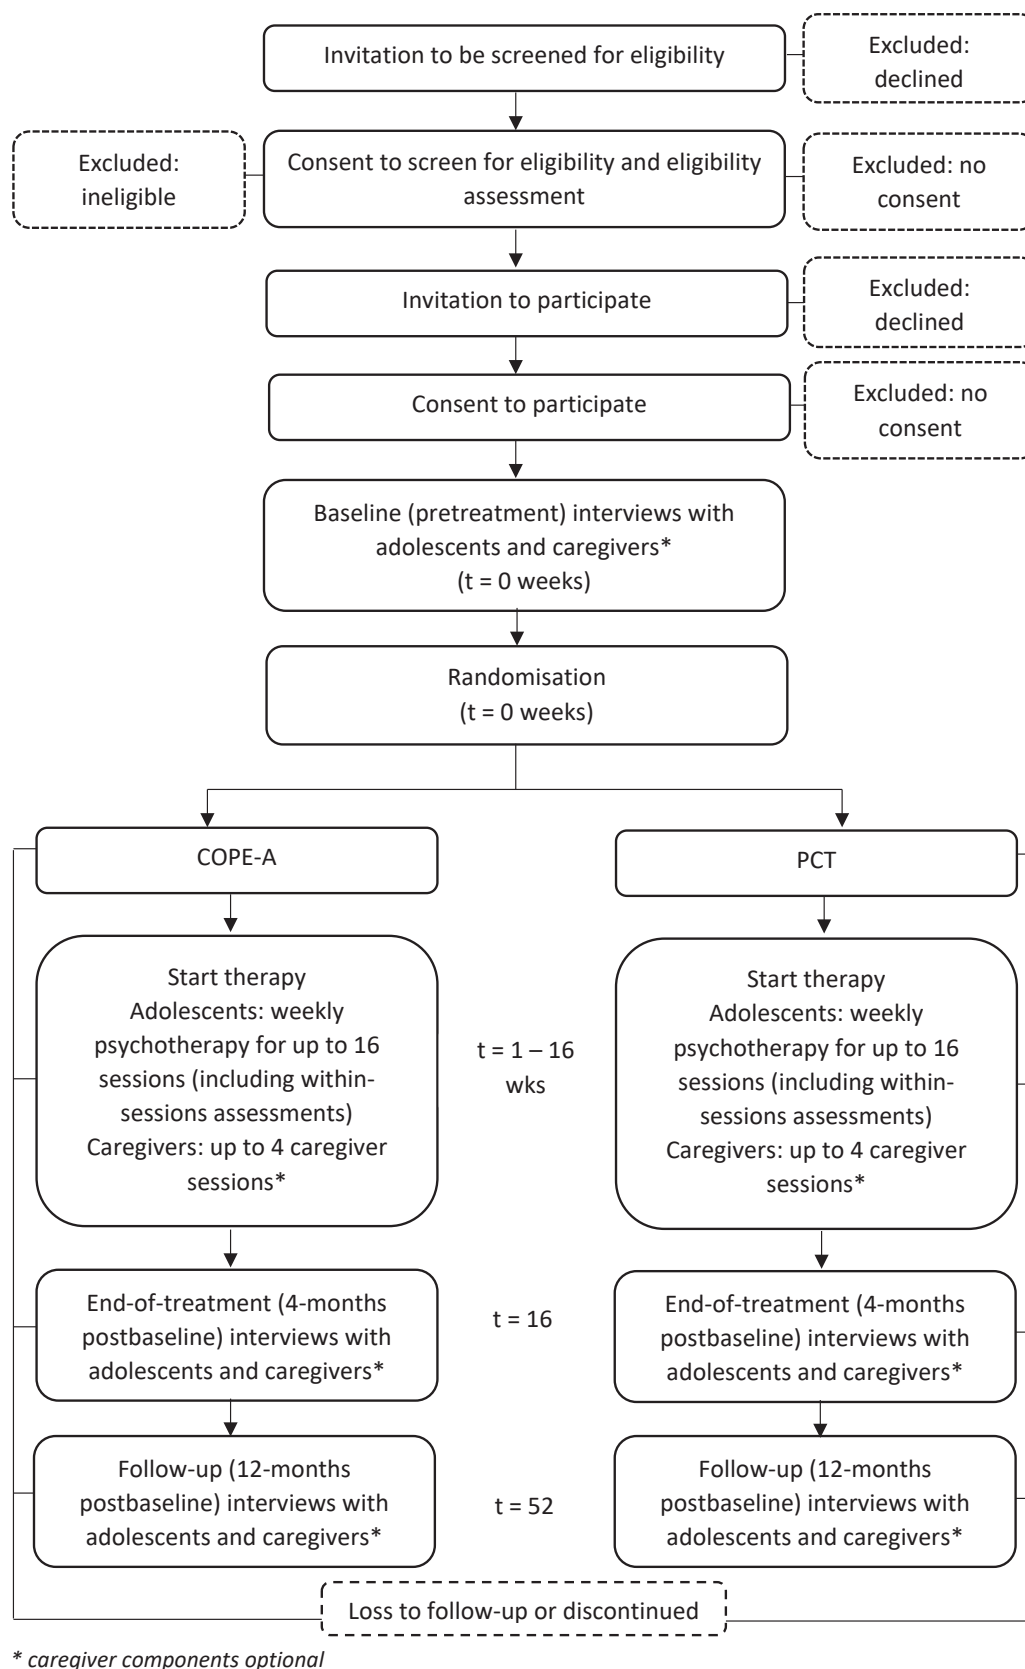 Invitation to be screened for eligibility
Excluded:
declined
Excluded:
ineligible
Consent to screen for eligibility and eligibility
assessment
Excluded: no
consent
Invitation to participate
Excluded:
declined
Consent to participate
Excluded: no
consent
Baseline (pretreatment) interviews with
adolescents and caregivers*
(t = 0 weeks)
Randomisation
(t = 0 weeks)
COPE-A
PCT
Start therapy
Adolescents: weekly
psychotherapy for up to 16
sessions (including within-
sessions assessments)
Caregivers: up to 4 caregiver
sessions*
t = 1 – 16
wks
Start therapy
Adolescents: weekly
psychotherapy for up to 16
sessions (including within-
sessions assessments)
Caregivers: up to 4 caregiver
sessions*
End-of-treatment (4-months
postbaseline) interviews with
adolescents and caregivers*
t = 16
End-of-treatment (4-months
postbaseline) interviews with
adolescents and caregivers*
Follow-up (12-months
postbaseline) interviews with
adolescents and caregivers*
t = 52
Follow-up (12-months
postbaseline) interviews with
adolescents and caregivers*
Loss to follow-up or discontinued
* caregiver components optional